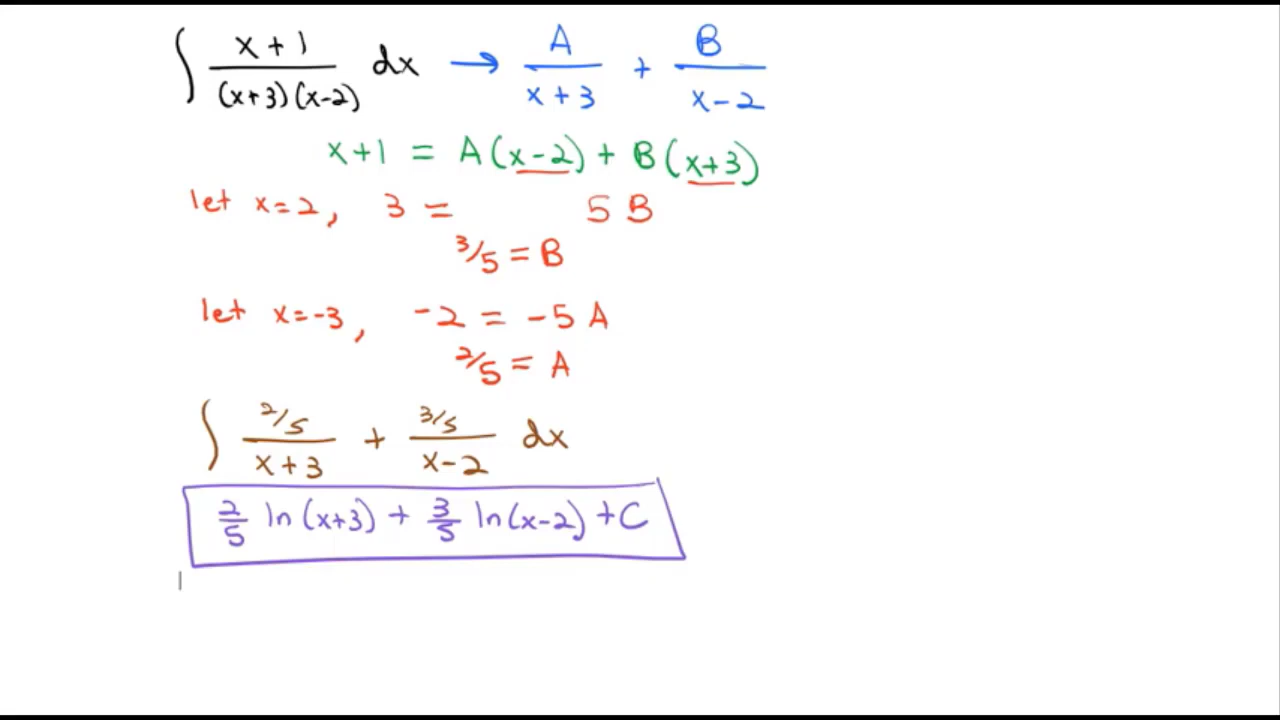 ∫ (x+1)/((x+3)(x-2)) dx → A/(x+3) + B/(x-2)
x+1 = A(x-2) + B(x+3)
let x=2, 3 = 5B
3/5 = B
let x=-3, -2 = -5A
2/5 = A
∫ (2/5)/(x+3) + (3/5)/(x-2) dx
2/5 ln(x+3) + 3/5 ln(x-2) +C